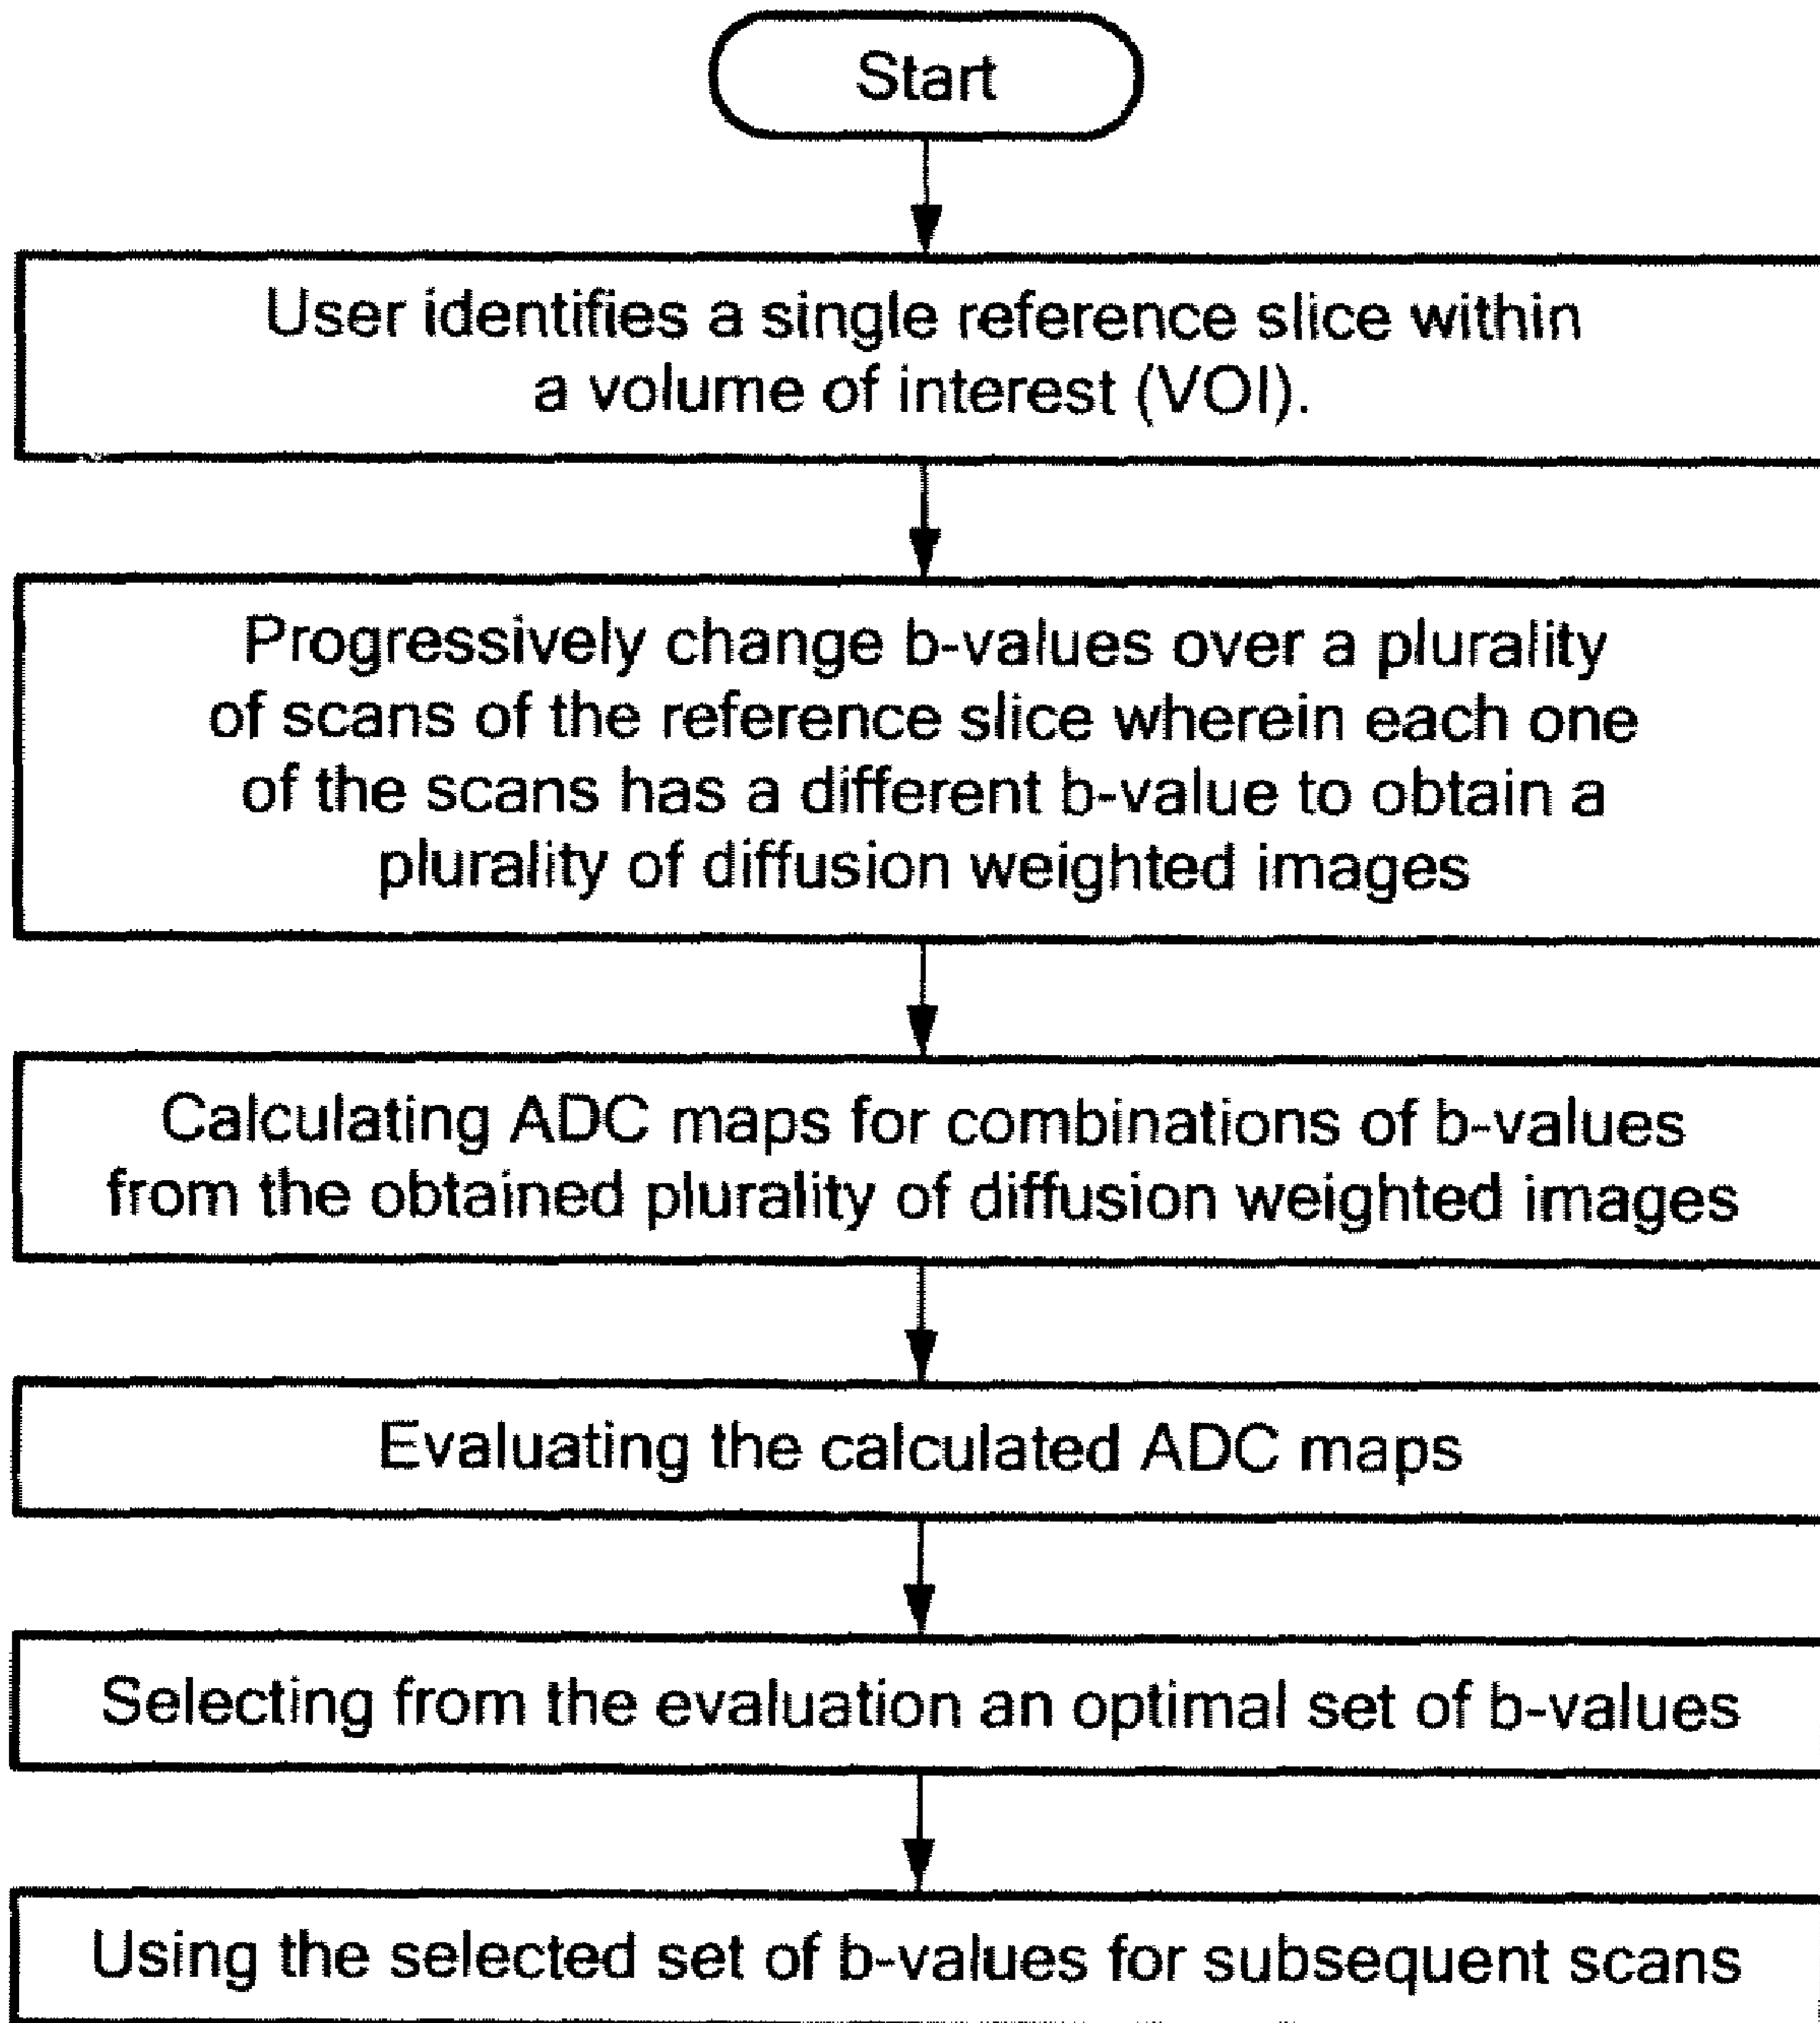 Start
User identifies a single reference slice within
a volume of interest (VOI).
Progressively change b-values over a plurality
of scans of the reference slice wherein each one
of the scans has a different b-value to obtain a
plurality of diffusion weighted images
Calculating ADC maps for combinations of b-values
from the obtained plurality of diffusion weighted images
Evaluating the calculated ADC maps
Selecting from the evaluation an optimal set of b-values
Using the selected set of b-values for subsequent scans